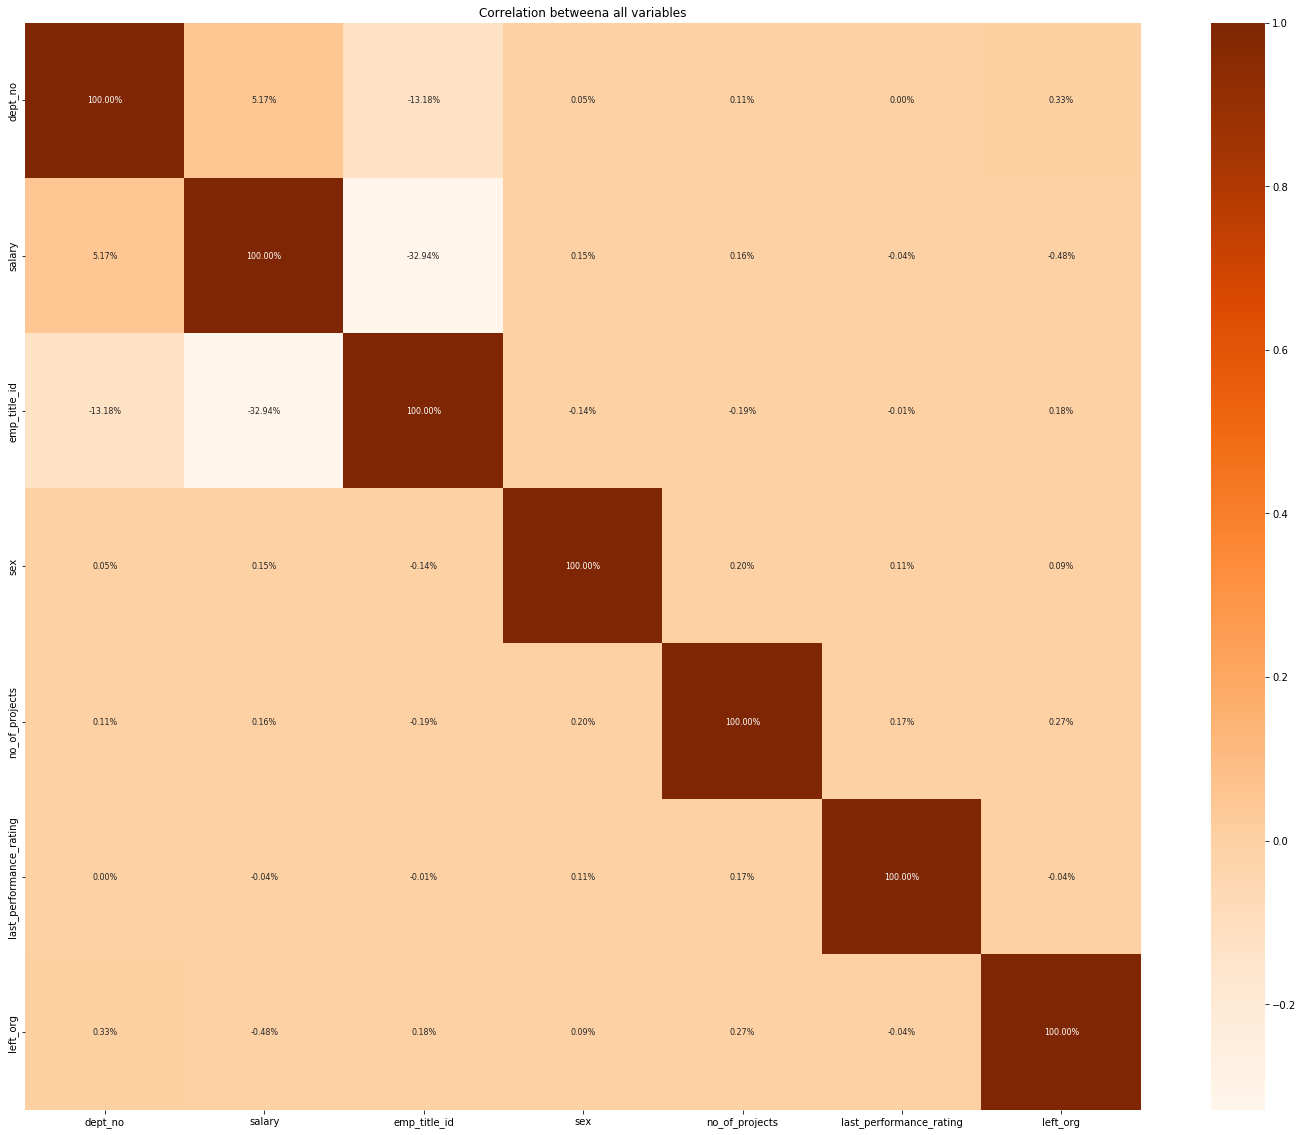 Correlation betweena all variables
dept_no 100.00% 5.17% -13.18% 0.05% 0.11% 0.00% 0.33%
salary 5.17% 100.00% -32.94% 0.15% 0.16% -0.04% -0.48%
emp_title_id -13.18% -32.94% 100.00% -0.14% -0.19% -0.01% 0.18%
sex 0.05% 0.15% -0.14% 100.00% 0.20% 0.11% 0.09%
no_of_projects 0.11% 0.16% -0.19% 0.20% 100.00% 0.17% 0.27%
last_performance_rating 0.00% -0.04% -0.01% 0.11% 0.17% 100.00% -0.04%
left_org 0.33% -0.48% 0.18% 0.09% 0.27% -0.04% 100.00%
dept_no salary emp_title_id sex no_of_projects last_performance_rating left_org
1.0
0.8
0.6
0.4
0.2
0.0
−0.2